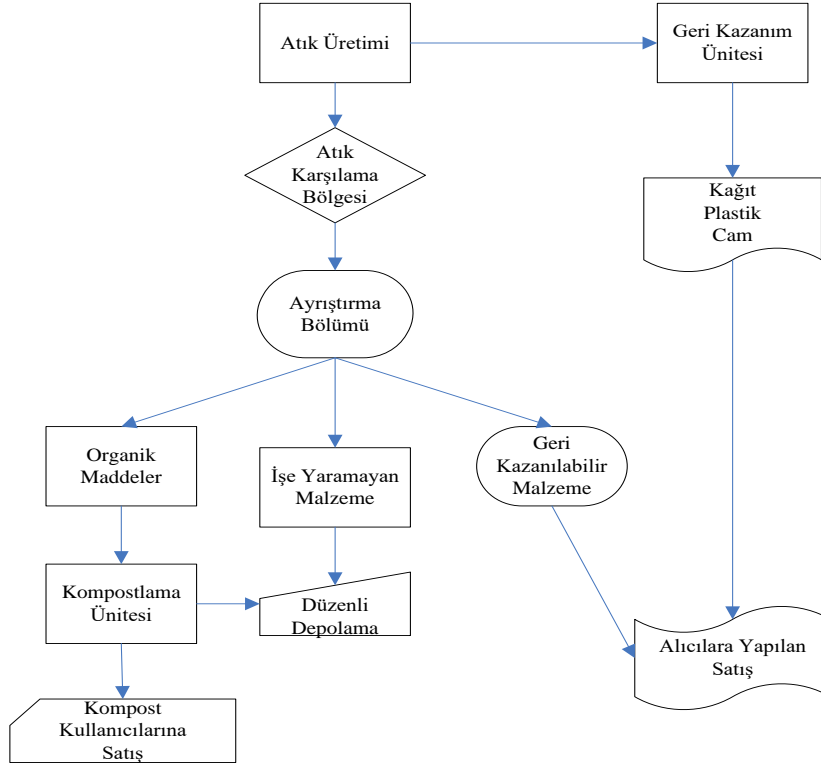 Atık Üretimi
Geri Kazanım
Ünitesi
Atık
Karşılama
Bölgesi
Kağıt
Plastik
Cam
Ayrıştırma
Bölümü
Organik
Maddeler
İşe Yaramayan
Malzeme
Geri
Kazanılabilir
Malzeme
Kompostlama
Ünitesi
Düzenli
Depolama
Alıcılara Yapılan
Satış
Kompost
Kullanıcılarına
Satış